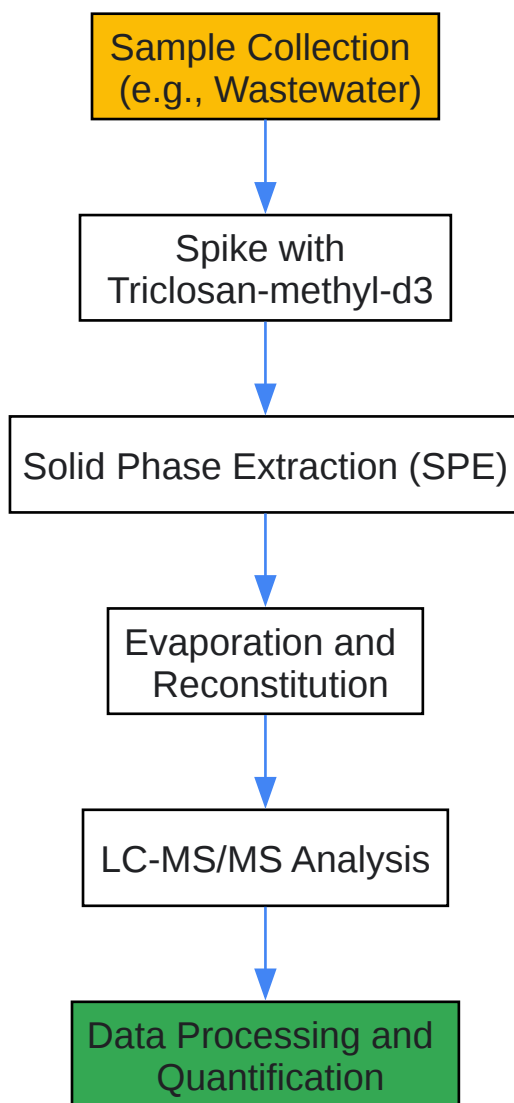 Sample Collection
(e.g., Wastewater)
Spike with
Triclosan-methyl-d3
Solid Phase Extraction (SPE)
Evaporation and
Reconstitution
LC-MS/MS Analysis
Data Processing and
Quantification